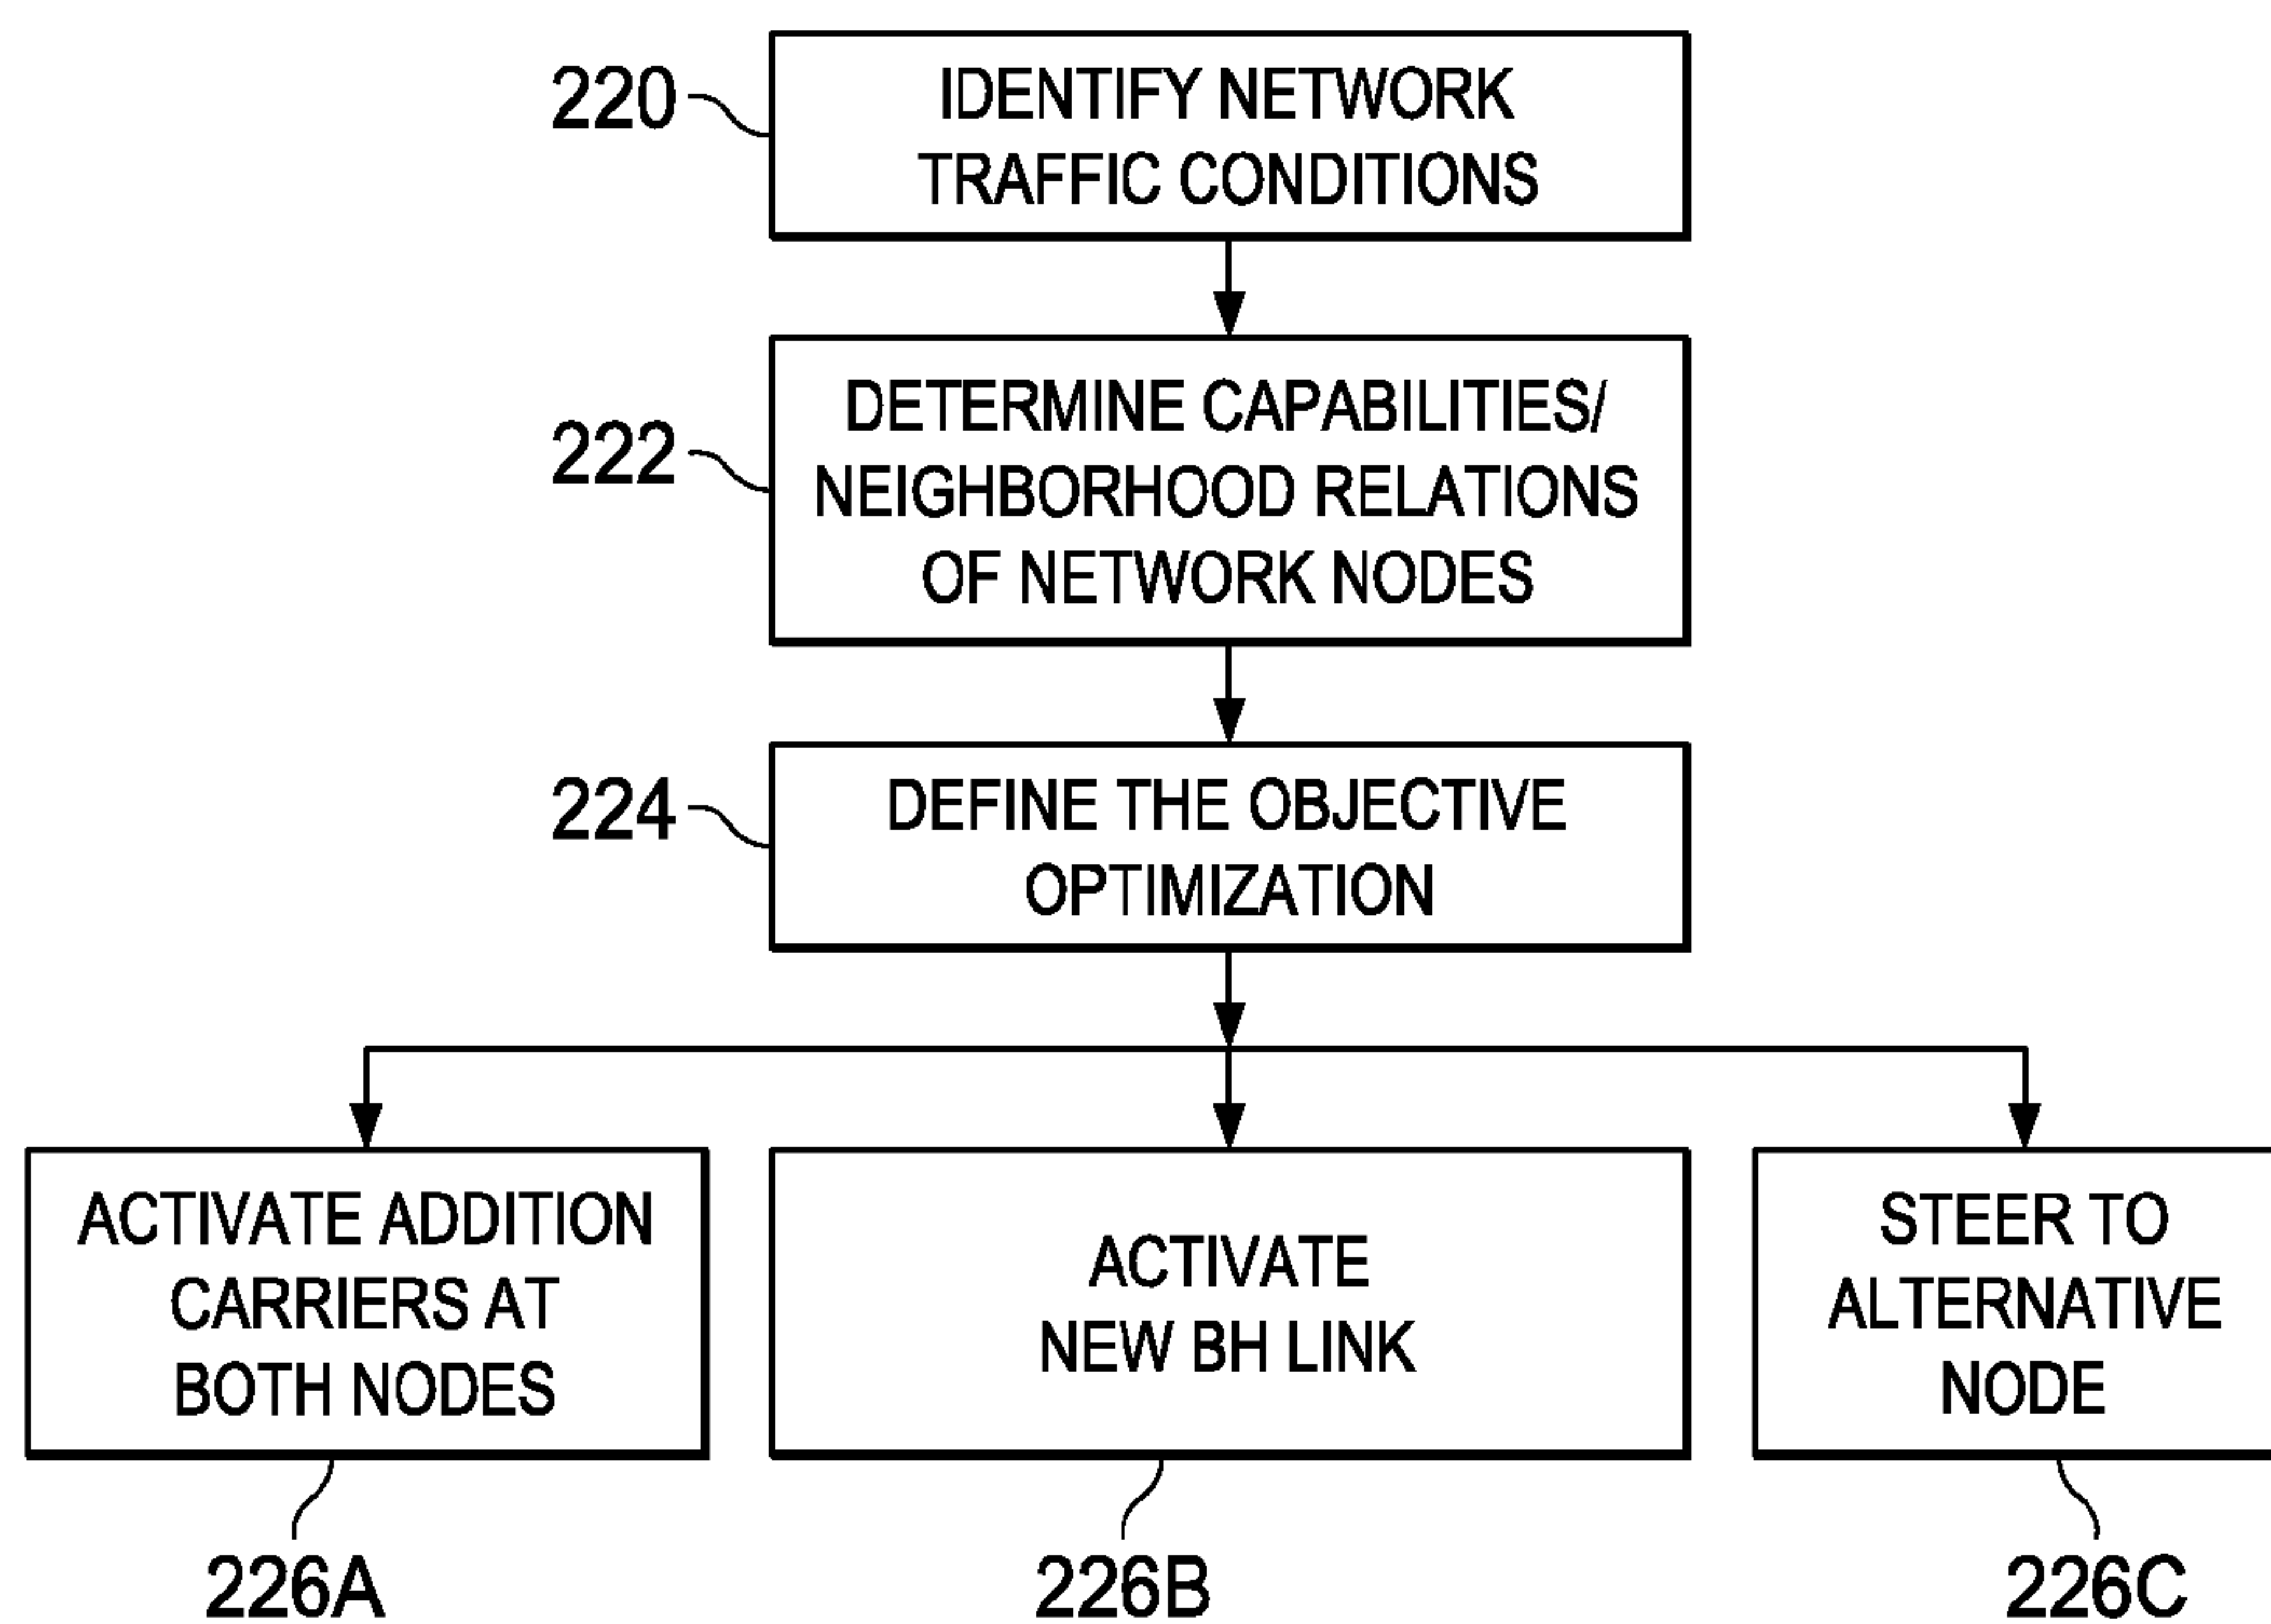 220
IDENTIFY NETWORK
TRAFFIC CONDITIONS
222
DETERMINE CAPABILITIES/
NEIGHBORHOOD RELATIONS
OF NETWORK NODES
224
DEFINE THE OBJECTIVE
OPTIMIZATION
ACTIVATE ADDITION
CARRIERS AT
BOTH NODES
ACTIVATE
NEW BH LINK
STEER TO
ALTERNATIVE
NODE
226A
226B
226C